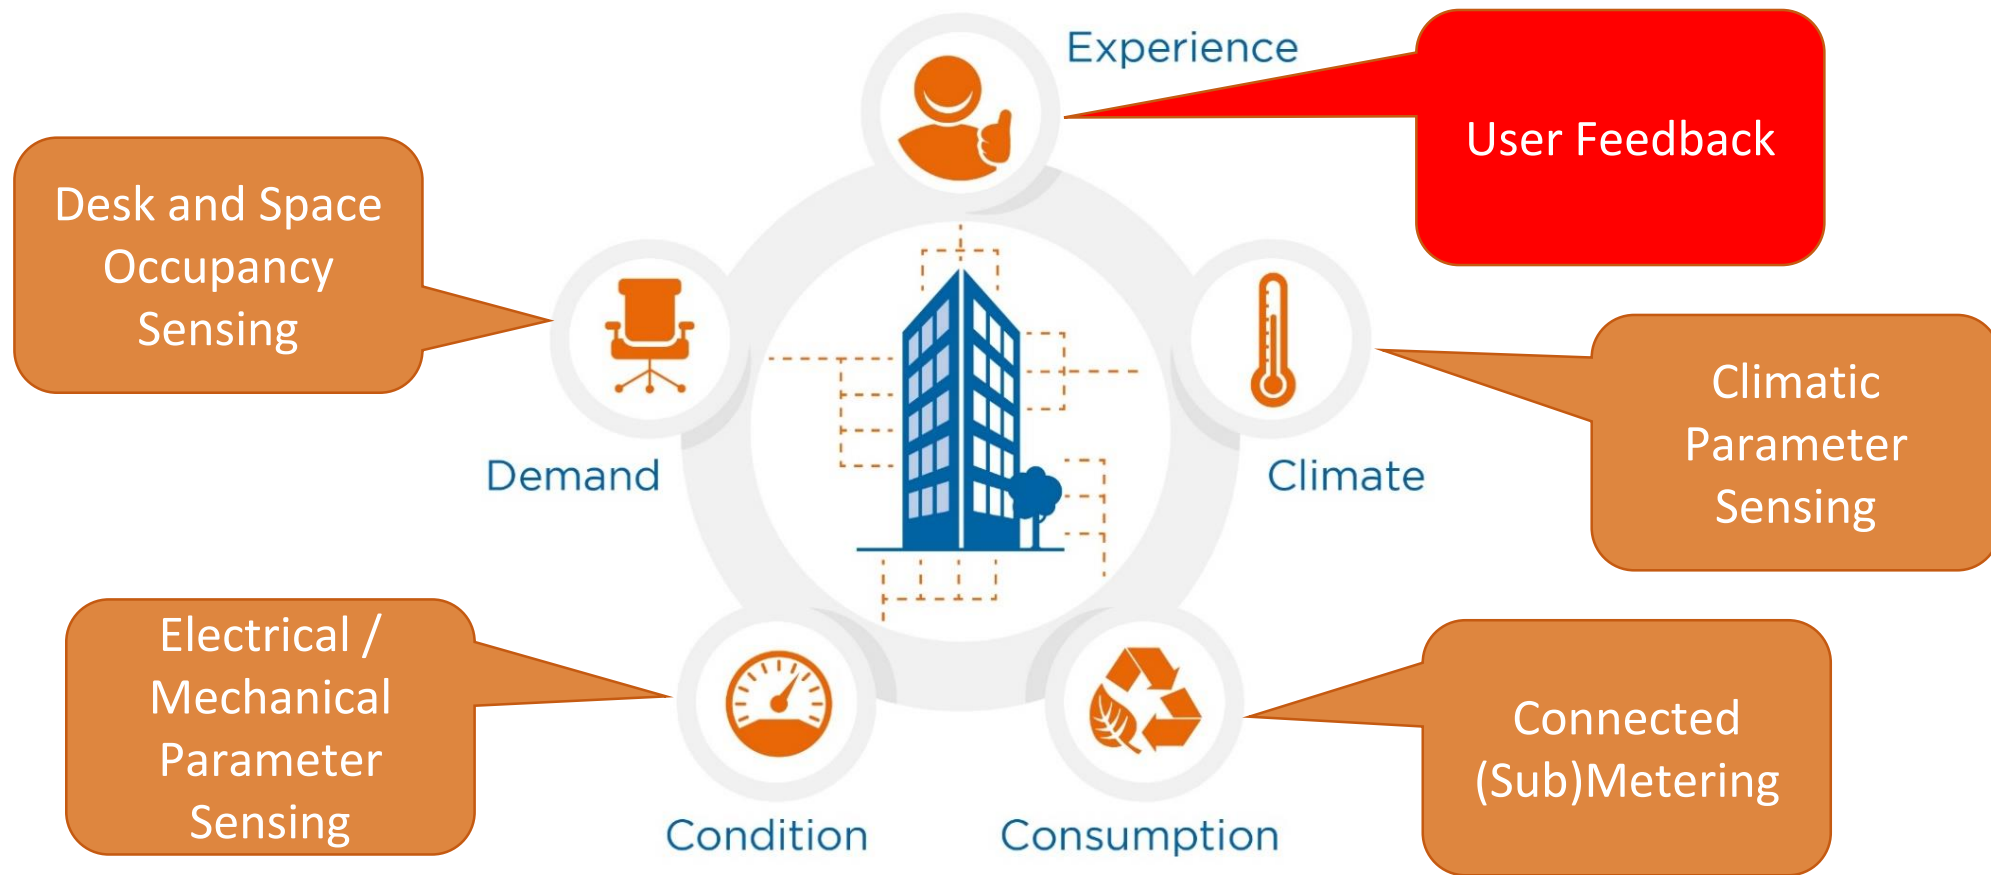 Experience
User Feedback
Desk and Space
Occupancy
Sensing
Climatic
Parameter
Sensing
Demand
Climate
Electrical /
Mechanical
Parameter
Sensing
Connected
(Sub)Metering
Condition
Consumption